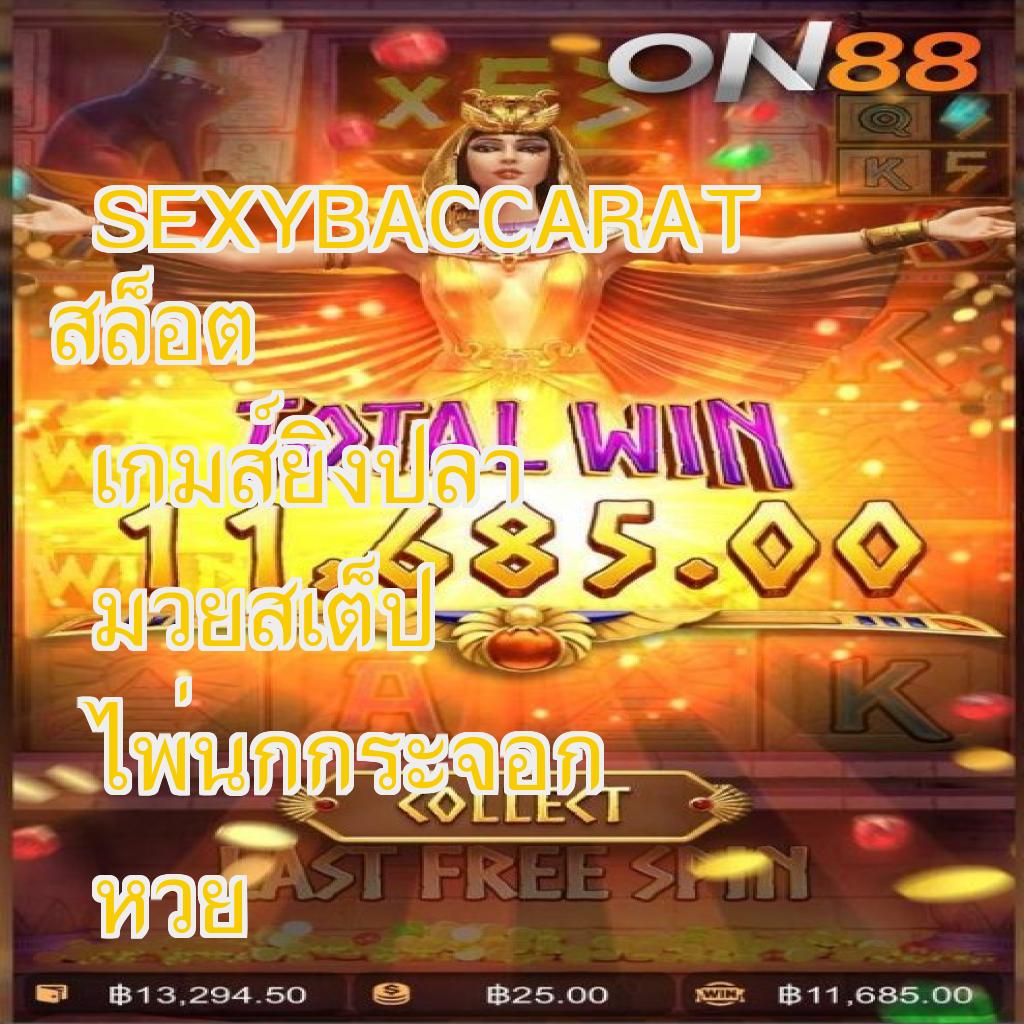 ON88
x53
Q
K 5
SEXYBACCARAT
สล็อต
TOTAL WIN
เกมส์ยิงปลา
11,685.00
มวยสเต็ป
A K
ไพ่นกกระจอก
COLLECT
LAST FREE SPIN
หวย
฿13,294.50 ฿25.00 WIN ฿11,685.00